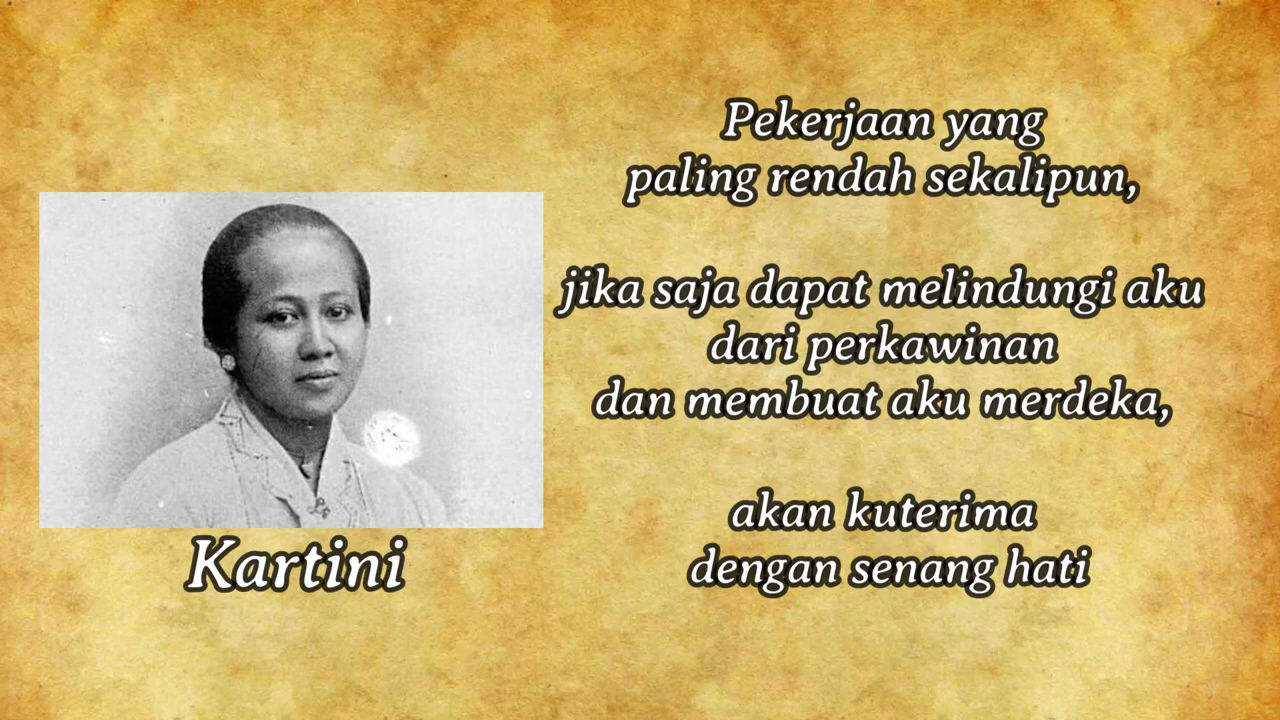 Pekerjaan yang
paling rendah sekalipun,
jika saja dapat melindungi aku
dari perkawinan
dan membuat aku merdeka,
akan kuterima
dengan senang hati
Kartini